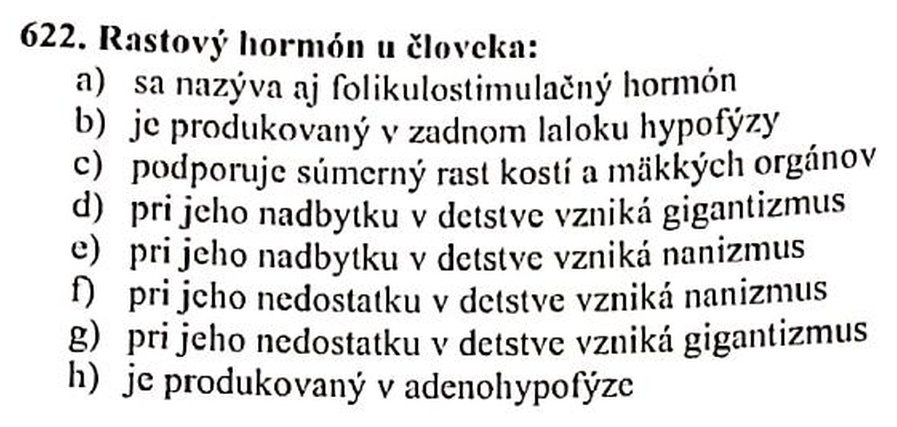 622. Rastový hormón u človeka:
a) sa nazýva aj folikulostimulačný hormón
b) je produkovaný v zadnom laloku hypofýzy
c) podporuje súmerný rast kostí a mäkkých orgánov
d) pri jeho nadbytku v detstve vzniká gigantizmus
e) pri jeho nadbytku v detstve vzniká nanizmus
f) pri jeho nedostatku v detstve vzniká nanizmus
g) pri jeho nedostatku v detstve vzniká gigantizmus
h) je produkovaný v adenohypofýze